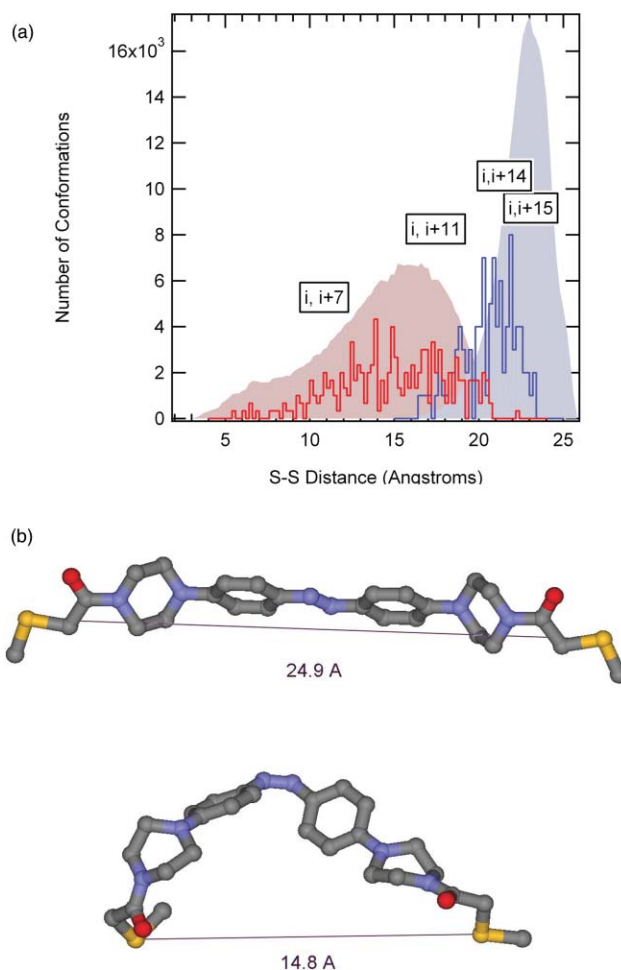 (a)
16x10³
14
12
10
8
6
4
2
0
Number of Conformations
i, i+7
i, i+11
i,i+14
i,i+15
5 10 15 20 25
S-S Distance (Angstroms)
(b)
24.9 A
14.8 A